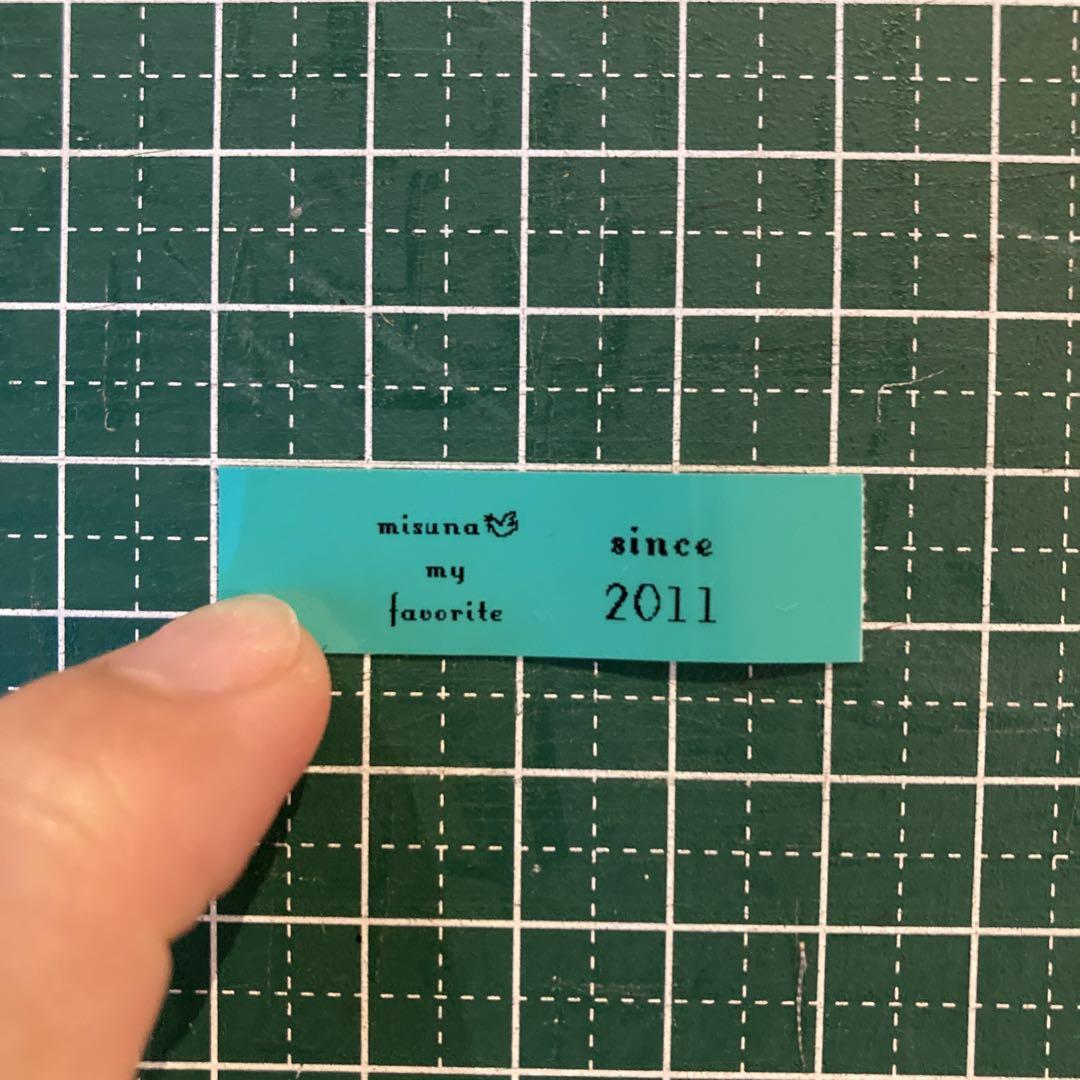 misuna
my
favorite
since
2011